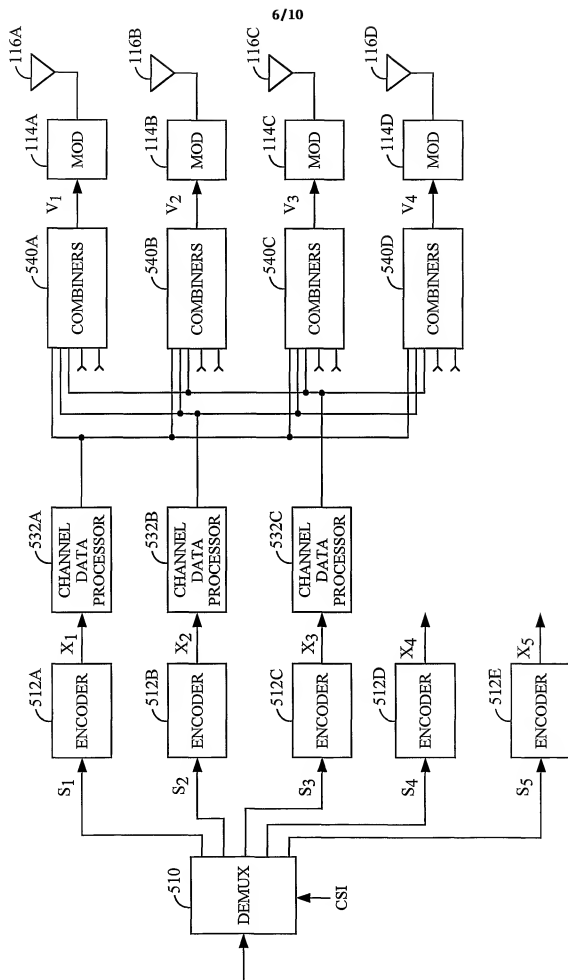 6/10
510
DEMUX
CSI
S1
S2
S3
S4
S5
512A
ENCODER
512B
ENCODER
512C
ENCODER
512D
ENCODER
512E
ENCODER
X1
X2
X3
X4
X5
532A
CHANNEL
DATA
PROCESSOR
532B
CHANNEL
DATA
PROCESSOR
532C
CHANNEL
DATA
PROCESSOR
540A
COMBINERS
540B
COMBINERS
540C
COMBINERS
540D
COMBINERS
V1
V2
V3
V4
114A
MOD
114B
MOD
114C
MOD
114D
MOD
116A
116B
116C
116D